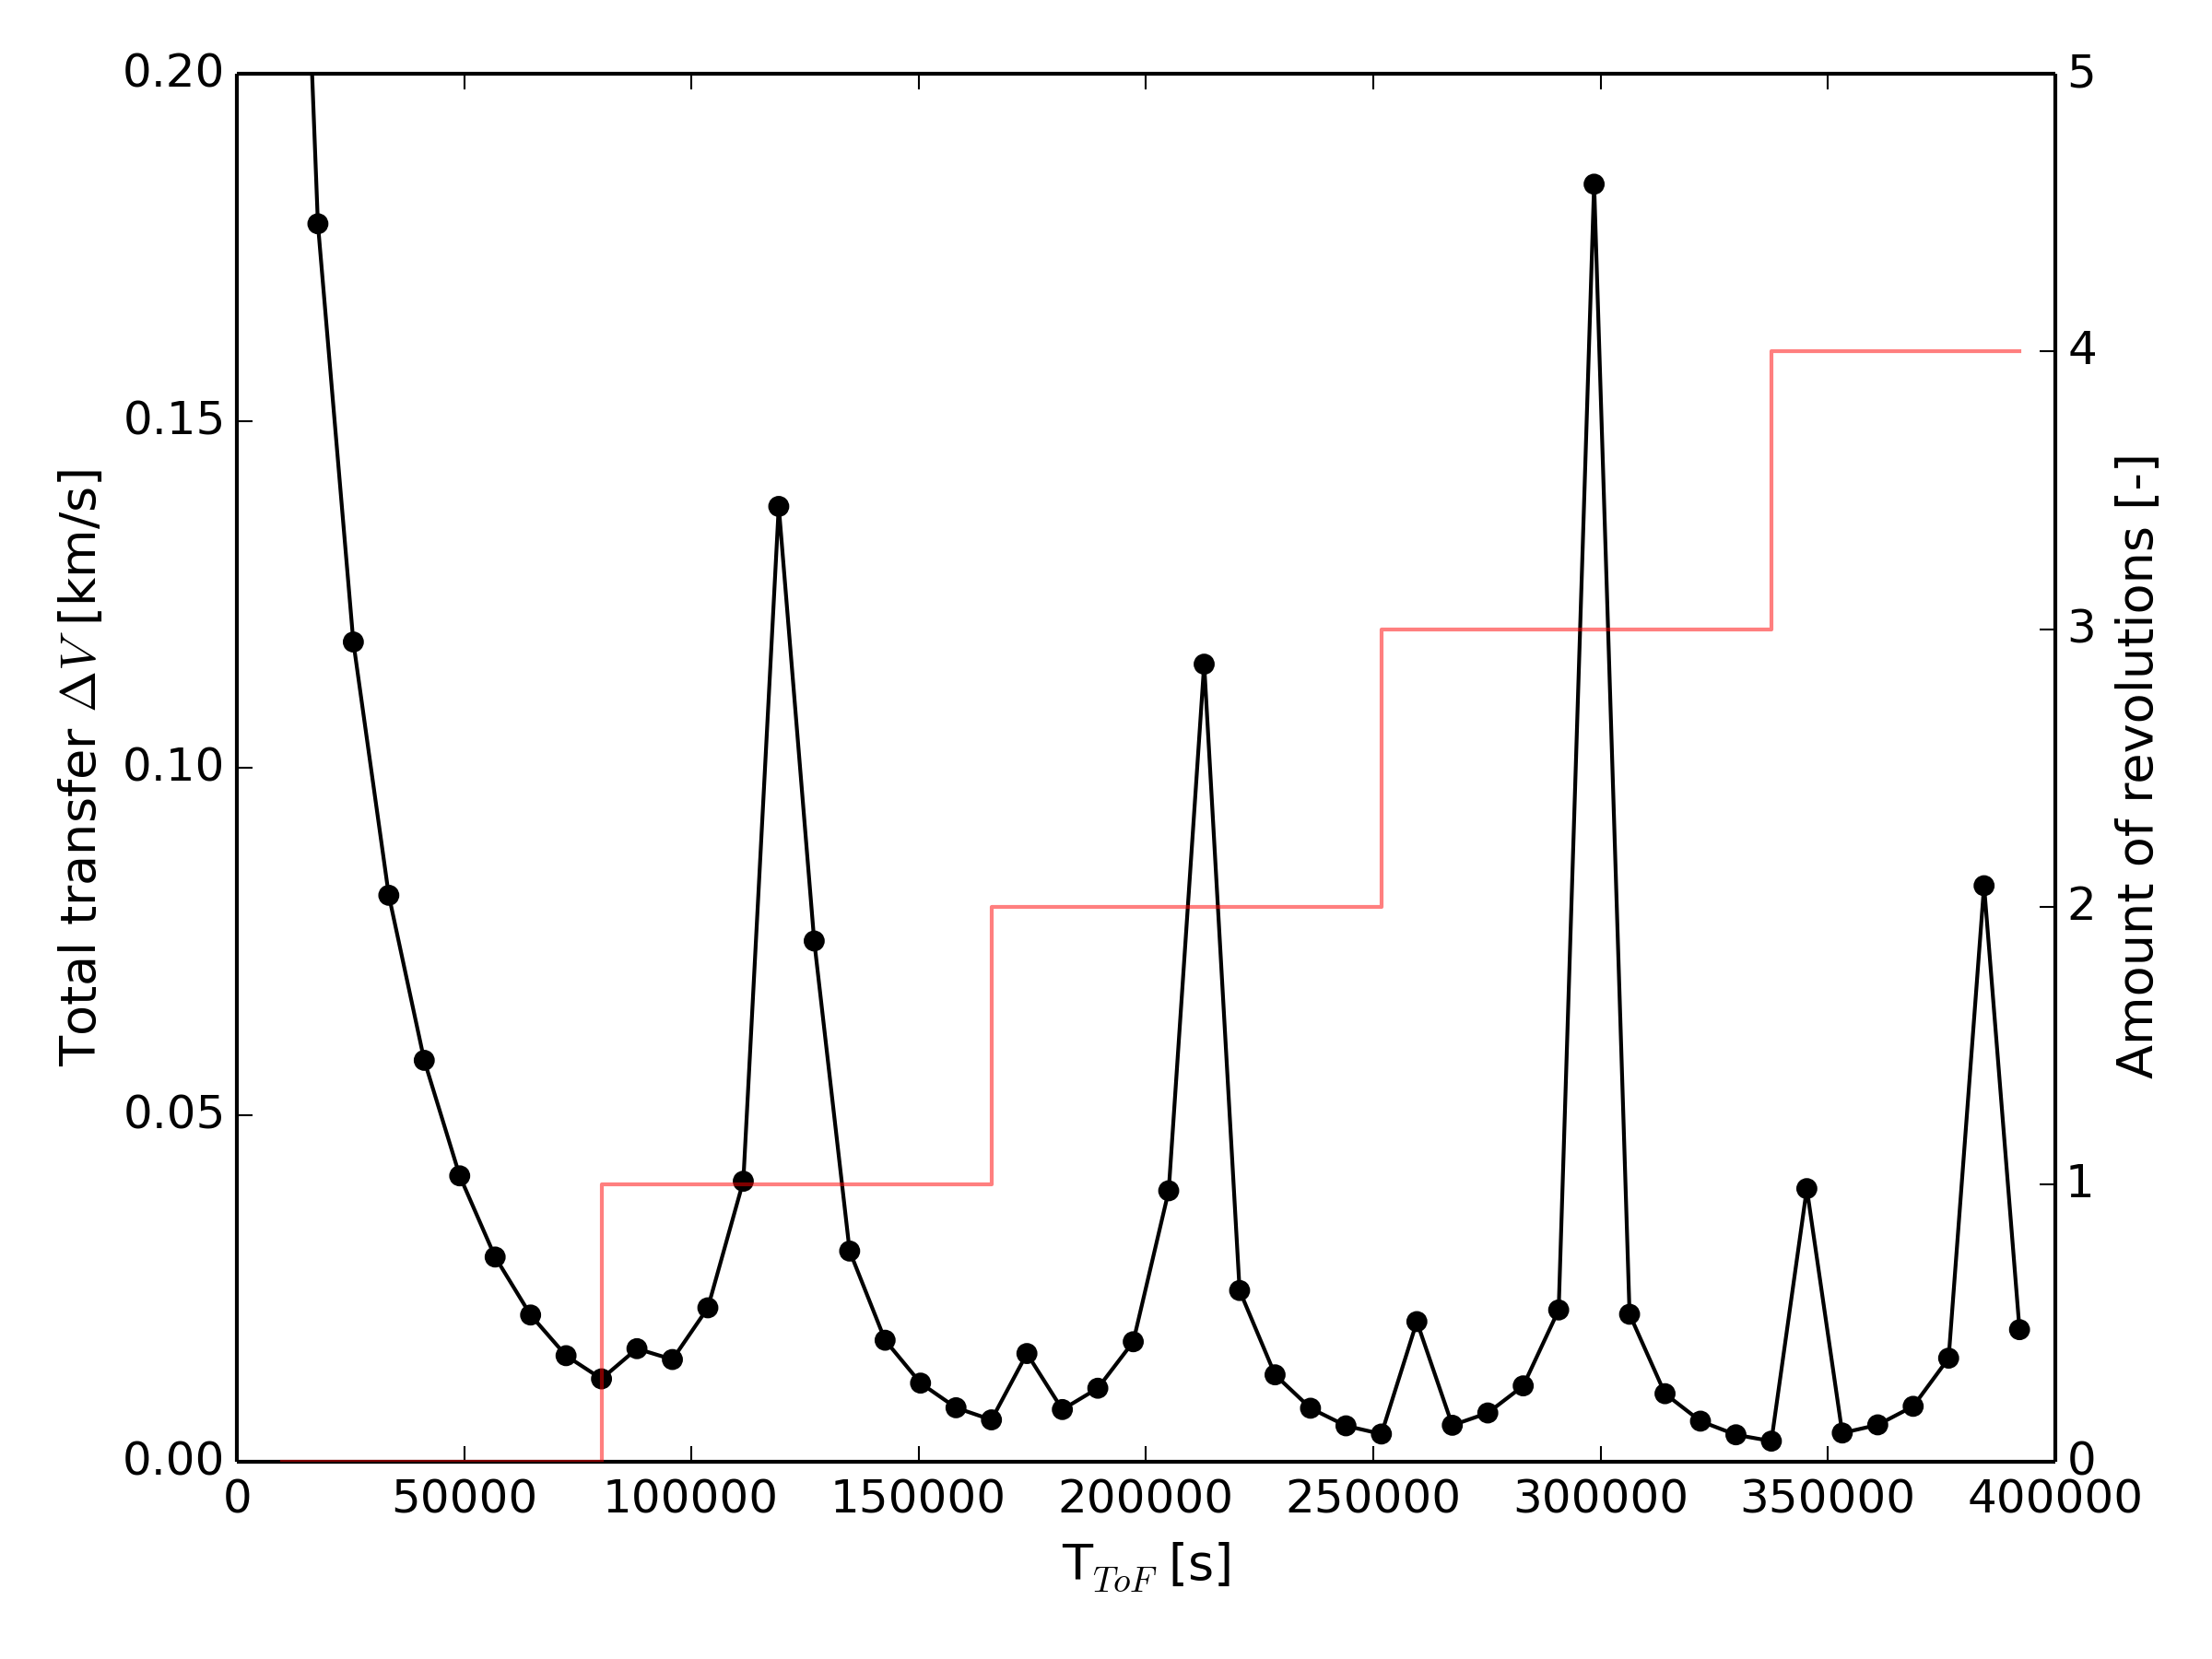 0.20
0.15
0.10
0.05
0.00
Total transfer ΔV [km/s]
5
4
3
2
1
0
Amount of revolutions [-]
0 50000 100000 150000 200000 250000 300000 350000 400000
T_ToF [s]